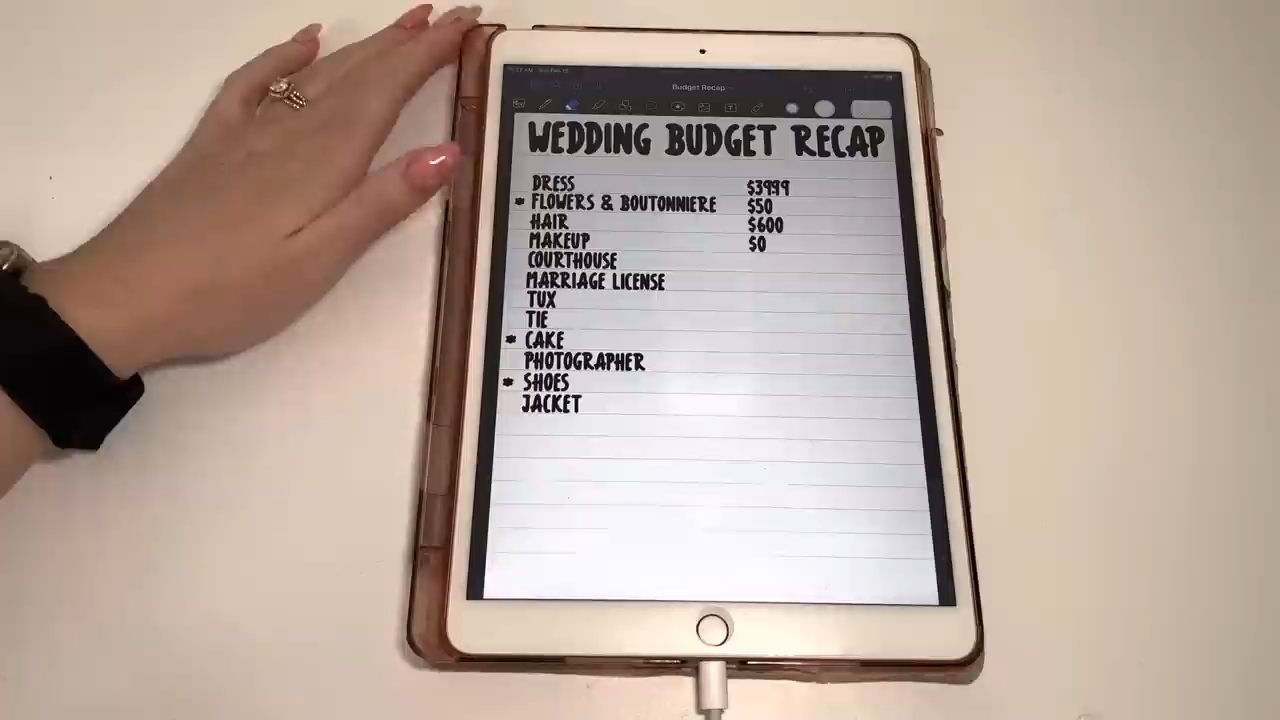 Budget Recap
WEDDING BUDGET RECAP
DRESS $3999
* FLOWERS & BOUTONNIERE $50
HAIR $600
MAKEUP $0
COURTHOUSE
MARRIAGE LICENSE
TUX
TIE
* CAKE
PHOTOGRAPHER
* SHOES
JACKET